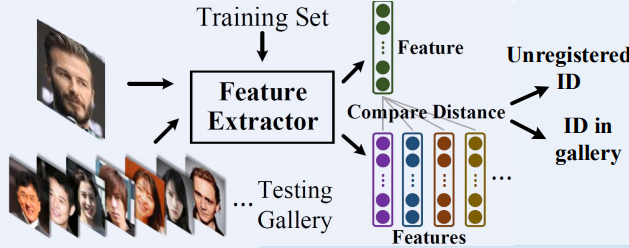 Training Set
Feature
Extractor
Feature
Compare Distance
Unregistered
ID
ID in
gallery
... Testing
Gallery
...
Features